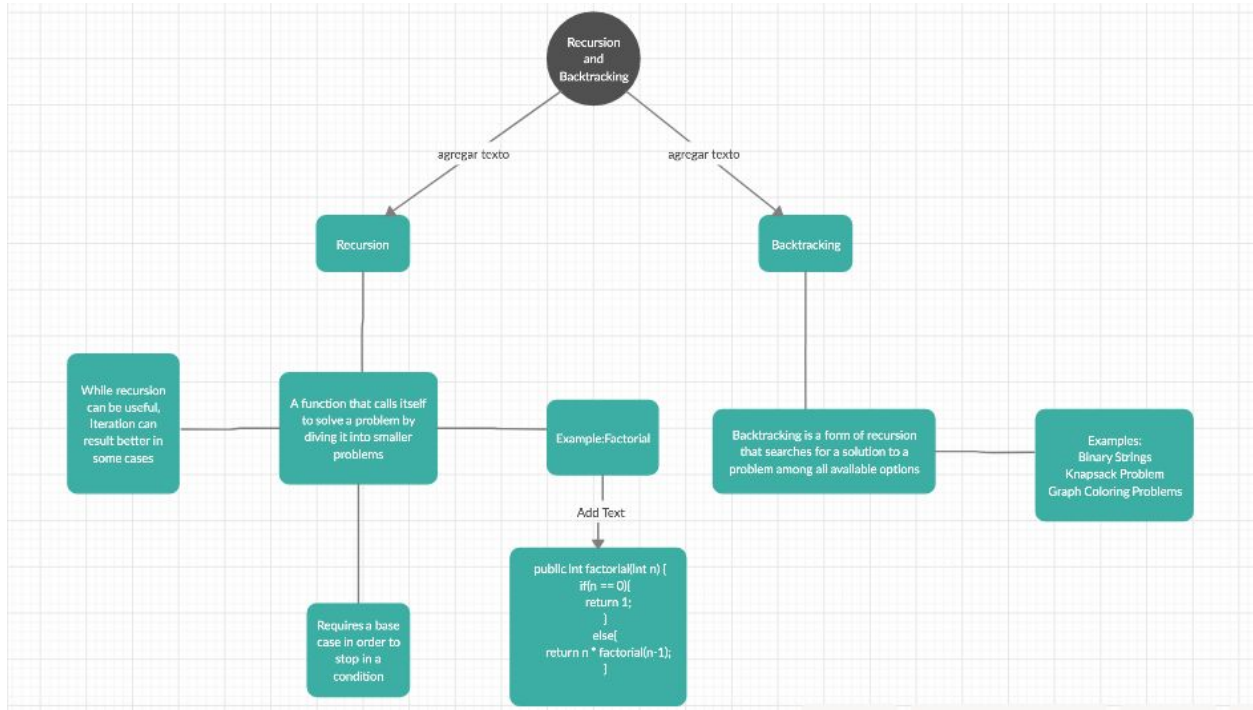 Recursion
and
Backtracking
agregar texto
agregar texto
Recursion
Backtracking
While recursion
can be useful,
Iteration can
result better in
some cases
A function that calls itself
to solve a problem by
diving it into smaller
problems
Example:Factorial
Backtracking is a form of recursion
that searches for a solution to a
problem among all available options
Examples:
Binary Strings
Knapsack Problem
Graph Coloring Problems
Add Text
public int factorial(int n) {
if(n == 0){
return 1;
}
else{
return n * factorial(n-1);
}
Requires a base
case in order to
stop in a
condition